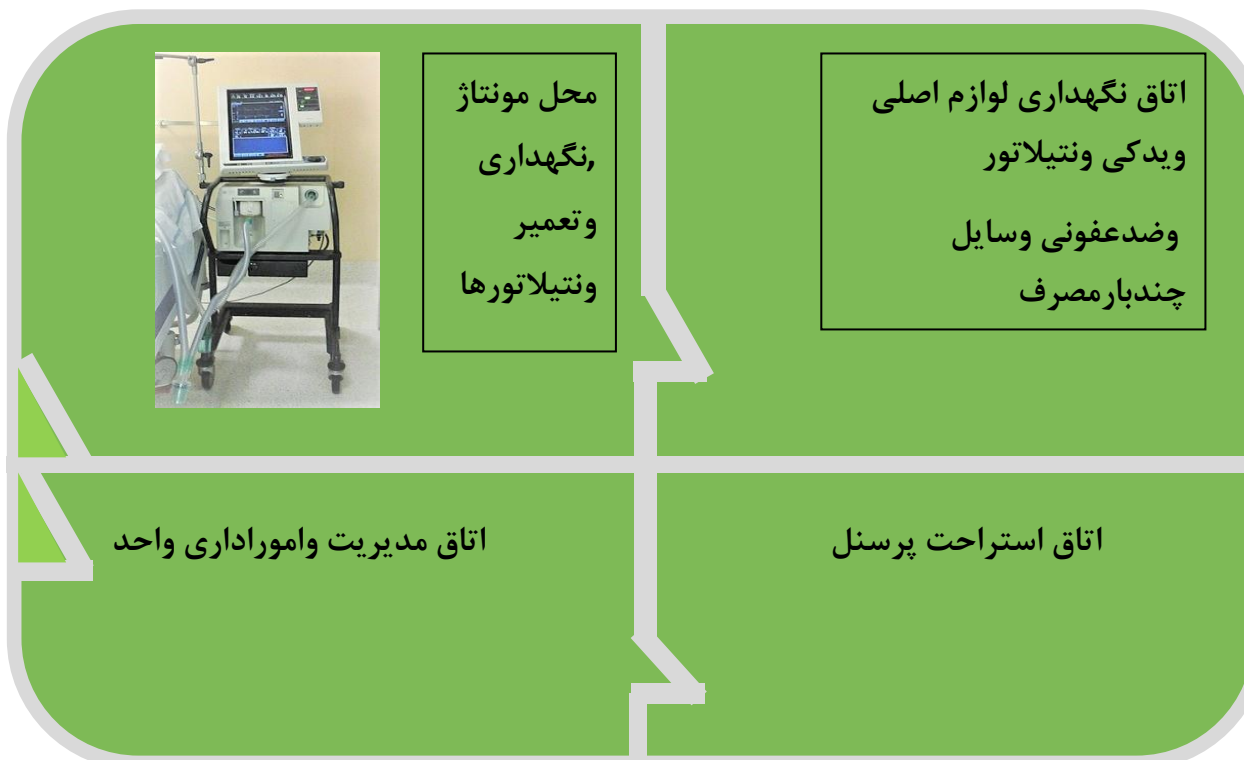 اتاق نگهداری لوازم اصلی
ویدکی ونتیلاتور
وضدعفونی وسایل
چندبارمصرف
محل مونتاژ
,نگهداری
وتعمیر
ونتیلاتورها
اتاق استراحت پرسنل
اتاق مدیریت واموراداری واحد